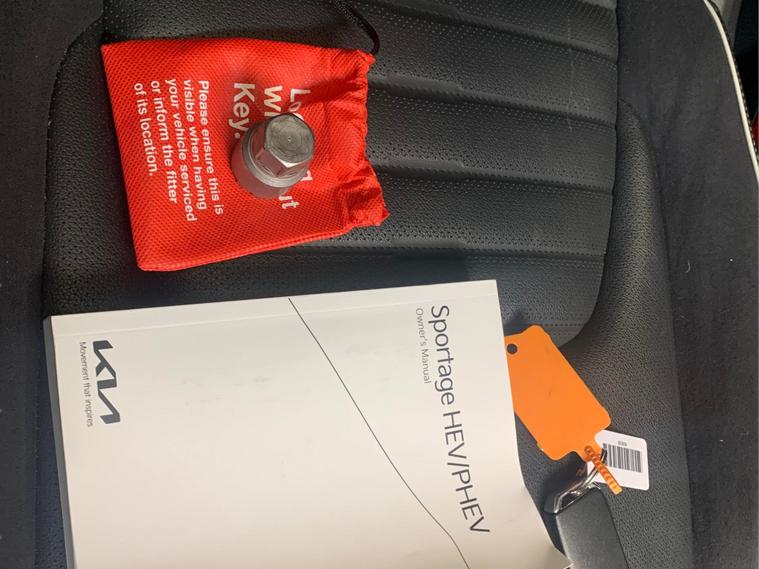 Key.
Please ensure this is
visible when having
your vehicle serviced
or inform the fitter
of its location.
Sportage HEV/PHEV
Owner's Manual
KIA
Movement that inspires